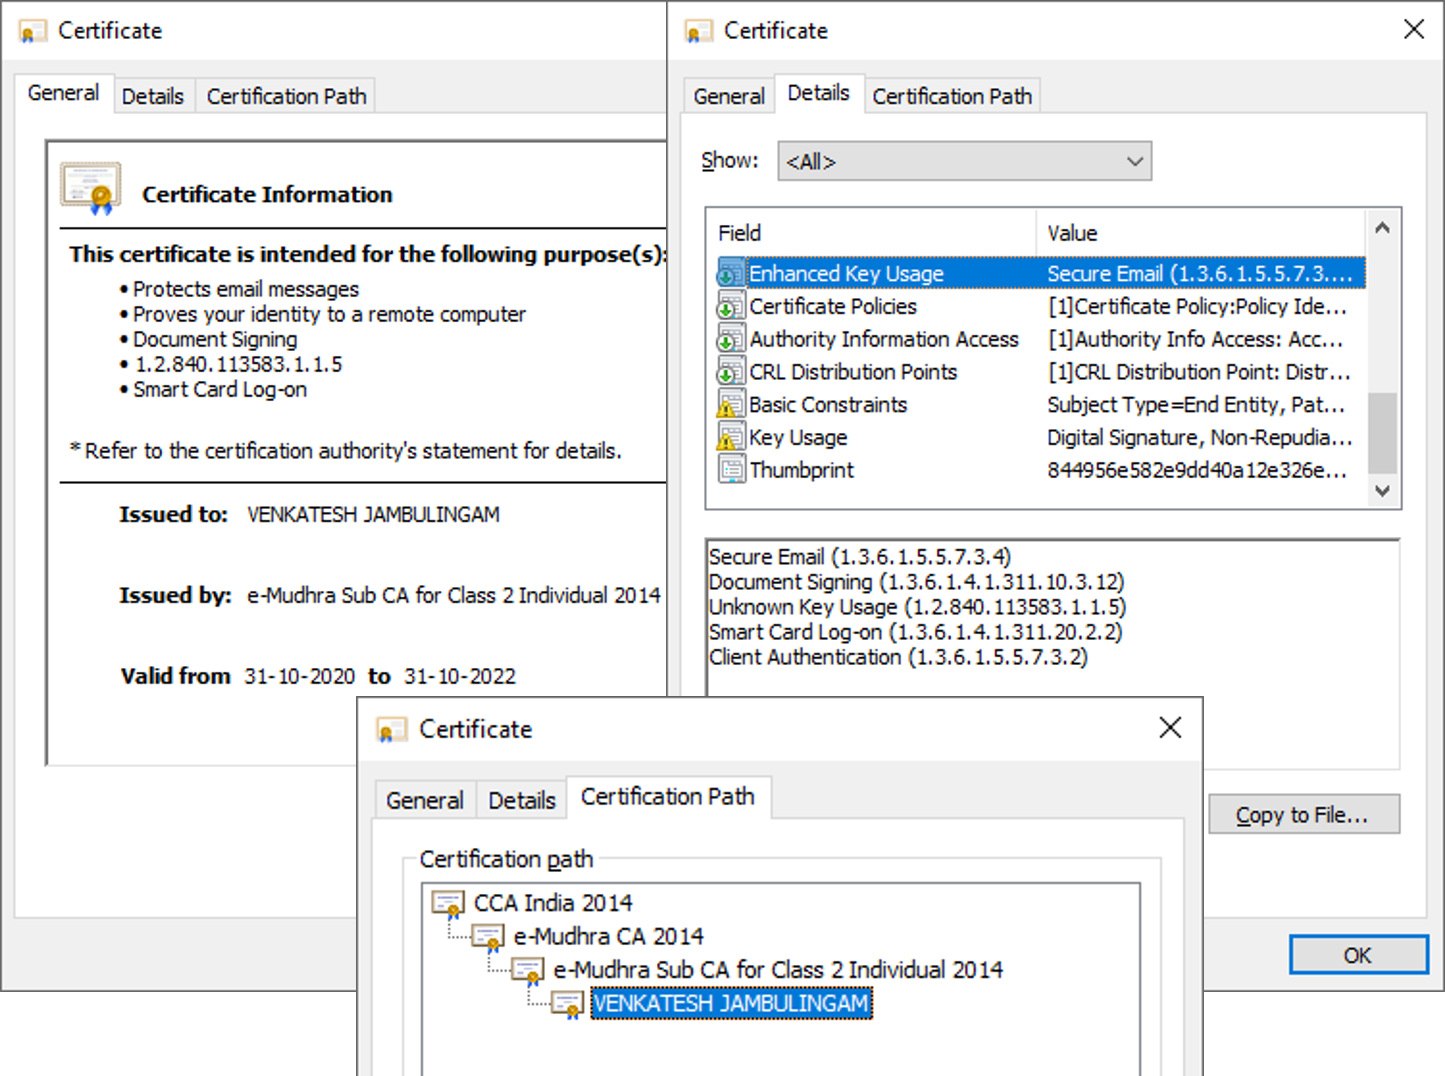 Certificate
General Details Certification Path
Certificate Information
This certificate is intended for the following purpose(s):
• Protects email messages
• Proves your identity to a remote computer
• Document Signing
• 1.2.840.113583.1.1.5
• Smart Card Log-on
* Refer to the certification authority's statement for details.
Issued to: VENKATESH JAMBULINGAM
Issued by: e-Mudhra Sub CA for Class 2 Individual 2014
Valid from 31-10-2020 to 31-10-2022
Certificate
General Details Certification Path
Show: <All>
Field Value
Enhanced Key Usage Secure Email (1.3.6.1.5.5.7.3....
Certificate Policies [1]Certificate Policy:Policy Ide...
Authority Information Access [1]Authority Info Access: Acc...
CRL Distribution Points [1]CRL Distribution Point: Distr...
Basic Constraints Subject Type=End Entity, Pat...
Key Usage Digital Signature, Non-Repudia...
Thumbprint 844956e582e9dd40a12e326e...
Secure Email (1.3.6.1.5.5.7.3.4)
Document Signing (1.3.6.1.4.1.311.10.3.12)
Unknown Key Usage (1.2.840.113583.1.1.5)
Smart Card Log-on (1.3.6.1.4.1.311.20.2.2)
Client Authentication (1.3.6.1.5.5.7.3.2)
Copy to File...
OK
Certificate
General Details Certification Path
Certification path
CCA India 2014
e-Mudhra CA 2014
e-Mudhra Sub CA for Class 2 Individual 2014
VENKATESH JAMBULINGAM